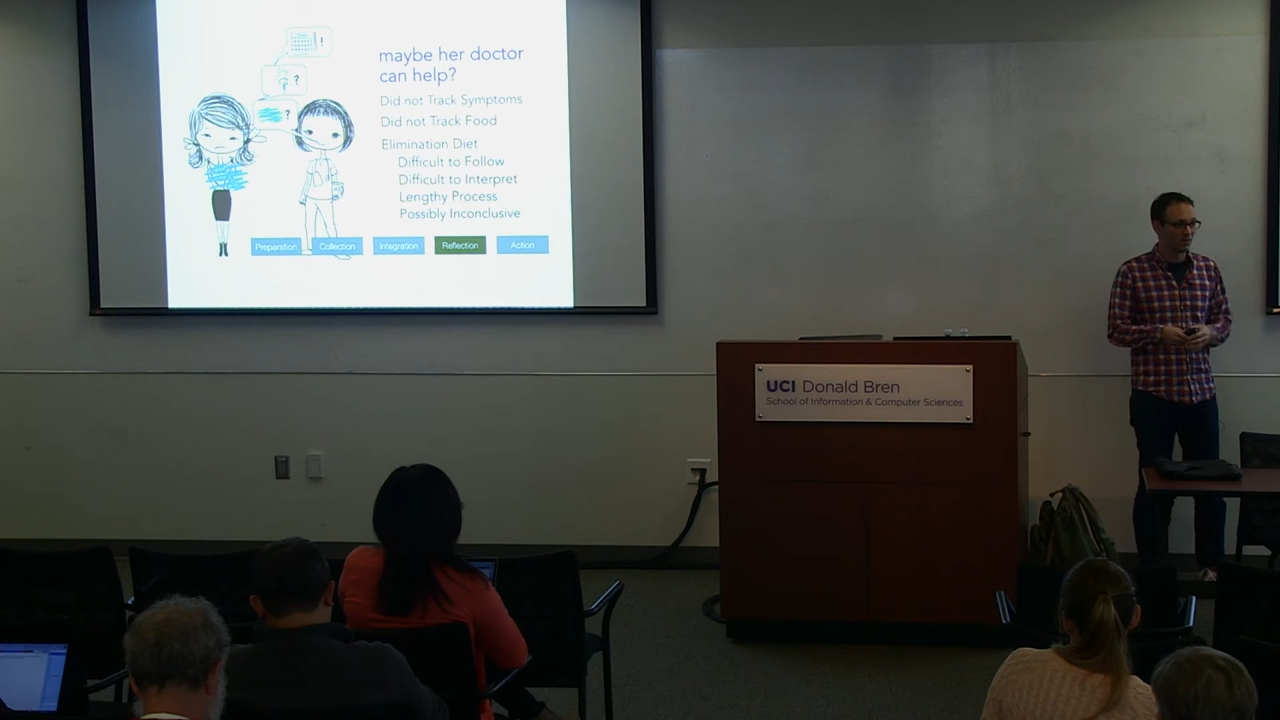 !
?
?
maybe her doctor
can help?
Did not Track Symptoms
Did not Track Food
Elimination Diet
Difficult to Follow
Difficult to Interpret
Lengthy Process
Possibly Inconclusive
Preparation
Collection
Integration
Reflection
Action
UCI Donald Bren
School of Information & Computer Sciences